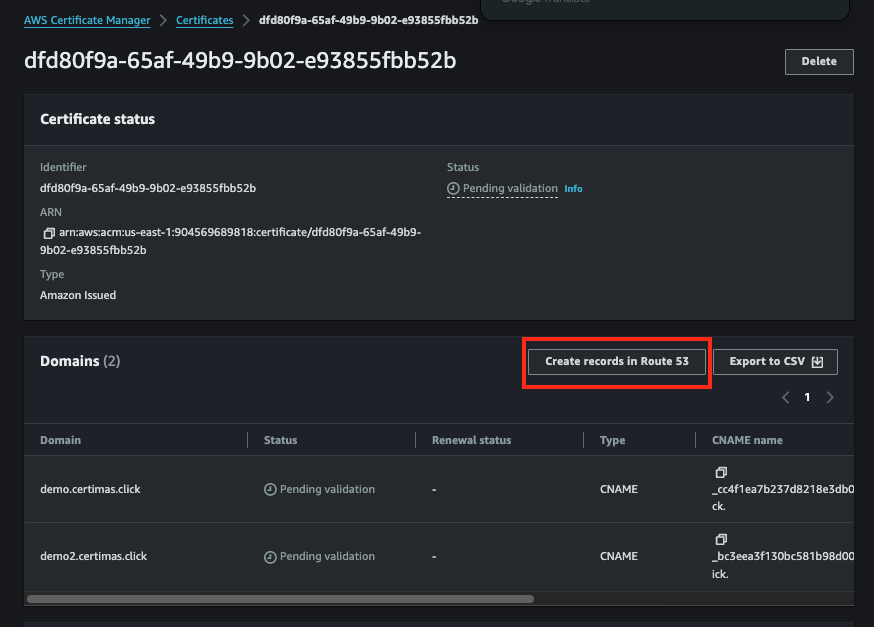 Google Translate
AWS Certificate Manager > Certificates > dfd80f9a-65af-49b9-9b02-e93855fbb52b
dfd80f9a-65af-49b9-9b02-e93855fbb52b
Delete
Certificate status
Identifier
dfd80f9a-65af-49b9-9b02-e93855fbb52b
Status
Pending validation Info
ARN
arn:aws:acm:us-east-1:904569689818:certificate/dfd80f9a-65af-49b9-
9b02-e93855fbb52b
Type
Amazon Issued
Domains (2)
Create records in Route 53
Export to CSV
1
Domain Status Renewal status Type CNAME name
demo.certimas.click Pending validation - CNAME
_cc4f1ea7b237d8218e3db0
ck.
demo2.certimas.click Pending validation - CNAME
_bc3eea3f130bc581b98d00
ick.